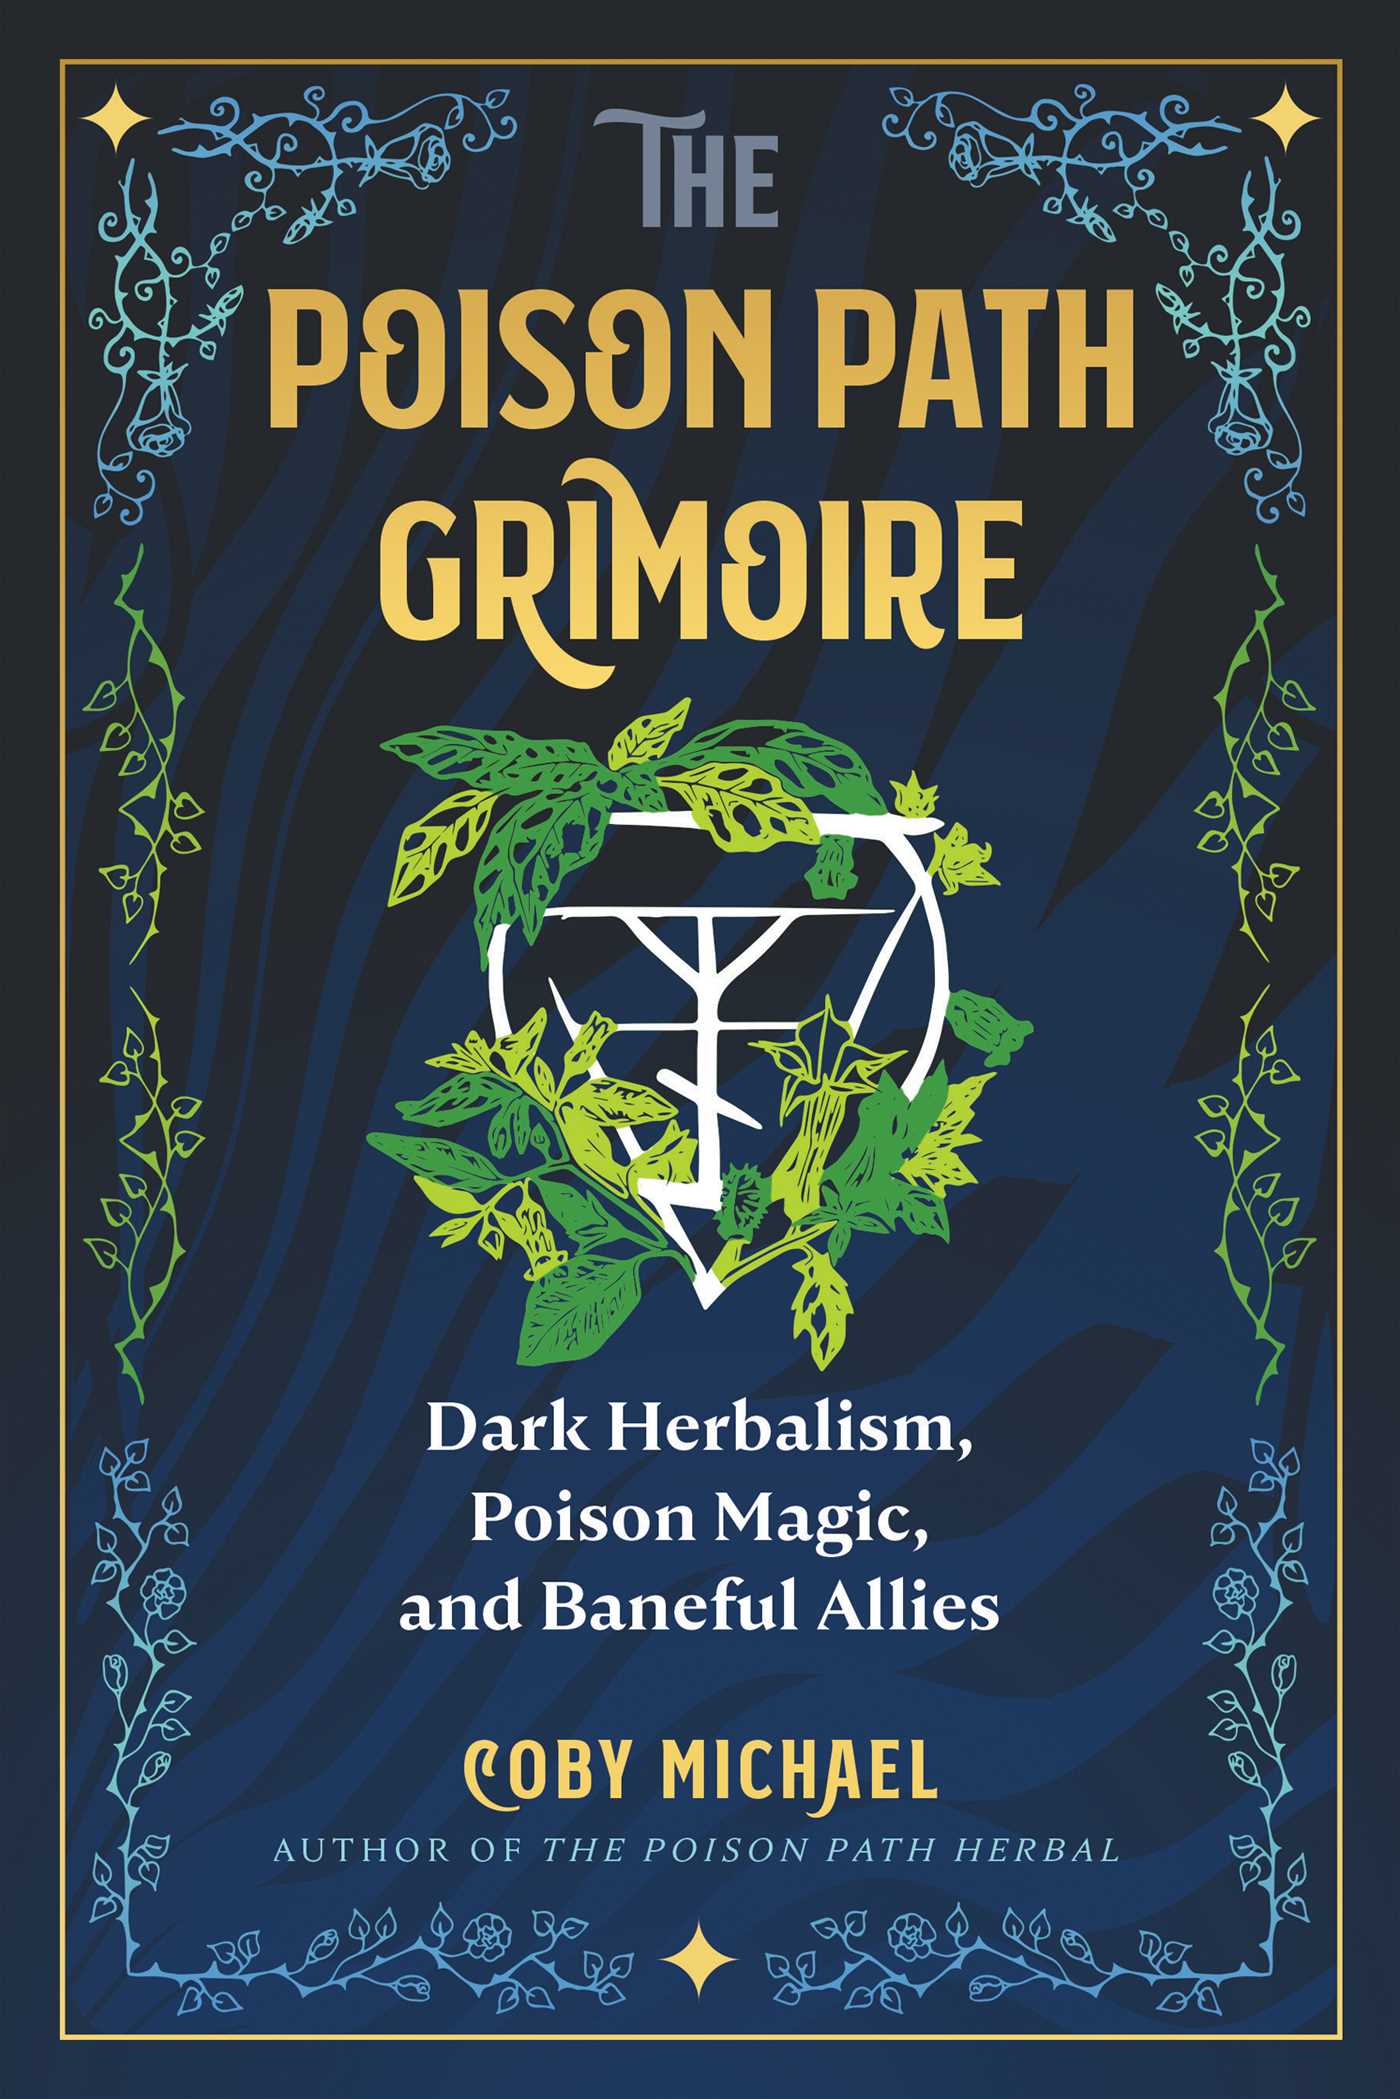 THE
POISON PATH
GRIMOIRE
Dark Herbalism,
Poison Magic,
and Baneful Allies
COBY MICHAEL
AUTHOR OF THE POISON PATH HERBAL